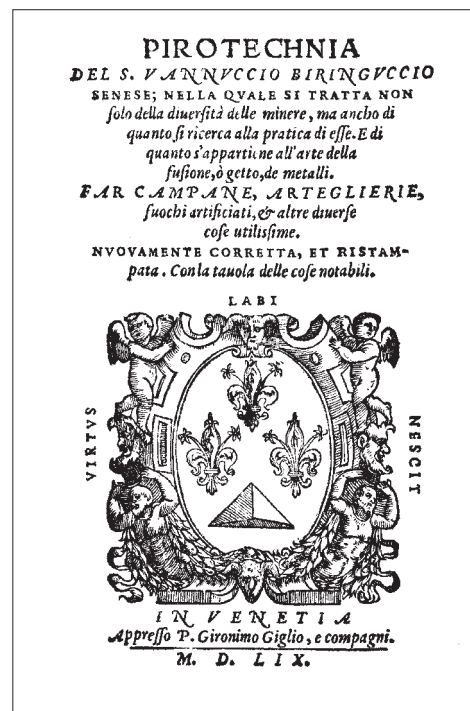 PIROTECHNIA
DEL S. VANNVCCIO BIRINGVCCIO
SENESE; NELLA QVALE SI TRATTA NON
ſolo della diuerſità delle minere, ma ancho di
quanto ſi ricerca alla pratica di eſſe. E di
quanto s'appartiene all'arte della
fuſione, ò getto, de metalli.
FAR CAMPANE, ARTEGLIERIE,
fuochi artificiati, & altre diuerſe
coſe utiliſſime.
NVOVAMENTE CORRETTA, ET RISTAM-
pata. Con la tauola delle coſe notabili.
LABI
VIRTVS
NESCIT
IN VENETIA
Appreſſo P. Gironimo Giglio, e compagni.
M. D. LIX.